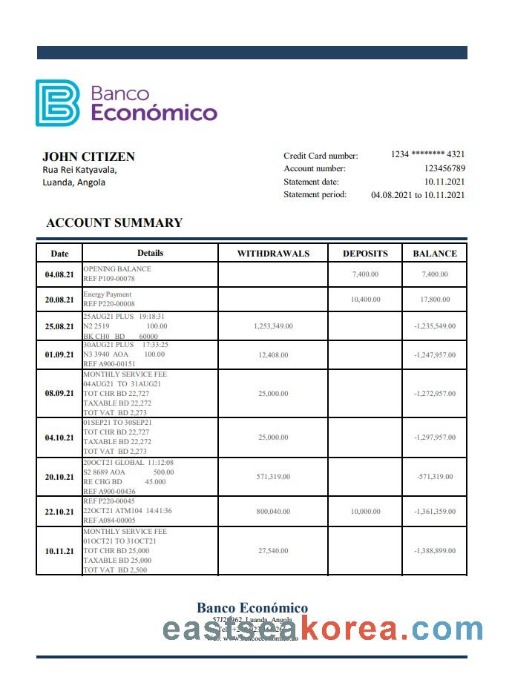 Banco
Económico
JOHN CITIZEN
Rua Rei Katyavala,
Luanda, Angola
Credit Card number: 1234 ******** 4321
Account number: 123456789
Statement date: 10.11.2021
Statement period: 04.08.2021 to 10.11.2021
ACCOUNT SUMMARY
Date Details WITHDRAWALS DEPOSITS BALANCE
04.08.21 OPENING BALANCE 7,400.00 7,400.00
REF P109-00078
20.08.21 Energy Payment 10,400.00 17,800.00
REF P220-00008
25.08.21 25AUG21 PLUS 19:18:31 1,253,349.00 -1,235,549.00
N2 2519 100.00
BK CH0 BD 60000
01.09.21 30AUG21 PLUS 17:33:25 12,408.00 -1,247,957.00
N3 3940 AOA 100.00
REF A900-00151
08.09.21 MONTHLY SERVICE FEE 25,000.00 -1,272,957.00
04AUG21 TO 31AUG21
TOT CHR BD 22,727
TAXABLE BD 22,272
TOT VAT BD 2,273
04.10.21 01SEP21 TO 30SEP21 25,000.00 -1,297,957.00
TOT CHR BD 22,727
TAXABLE BD 22,272
TOT VAT BD 2,273
20.10.21 20OCT21 GLOBAL 11:12:08 571,319.00 -571,319.00
S2 8689 AOA 500.00
RE CHG BD 45.000
REF A900-00436
22.10.21 REF P220-00045 800,040.00 10,000.00 -1,361,359.00
22OCT21 ATM104 14:41:36
REF A084-00005
10.11.21 MONTHLY SERVICE FEE 27,540.00 -1,388,899.00
01OCT21 TO 31OCT21
TOT CHR BD 25,000
TAXABLE BD 25,000
TOT VAT BD 2,500
Banco Económico
Luanda, Angola
eastseakorea.com